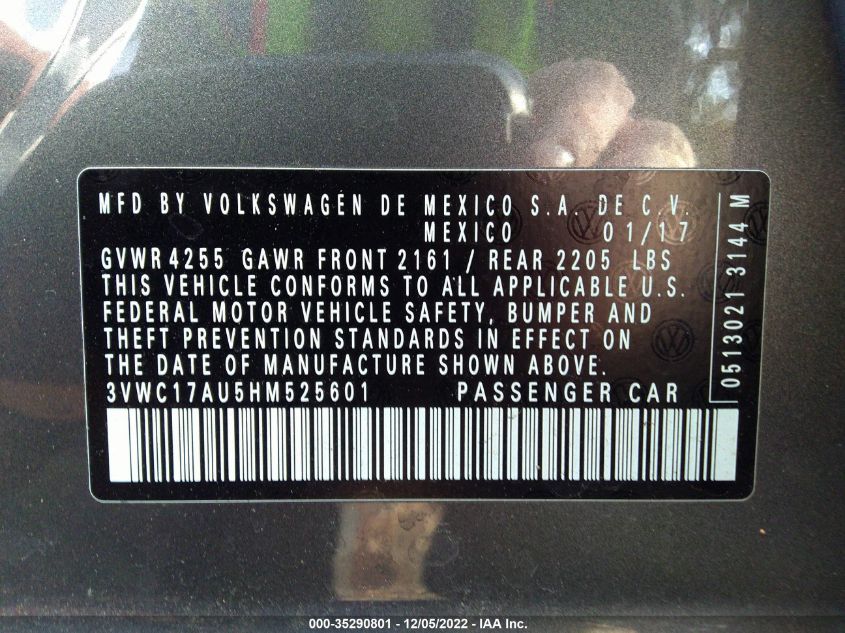 MFD BY VOLKSWAGEN DE MEXICO S.A. DE C.V.
MEXICO 01/17
GVWR 4255 GAWR FRONT 2161 / REAR 2205 LBS
THIS VEHICLE CONFORMS TO ALL APPLICABLE U.S.
FEDERAL MOTOR VEHICLE SAFETY, BUMPER AND
THEFT PREVENTION STANDARDS IN EFFECT ON
THE DATE OF MANUFACTURE SHOWN ABOVE.
3VWC17AU5HM525601 PASSENGER CAR
0513021 3144 M
000-35290801 - 12/05/2022 - IAA Inc.